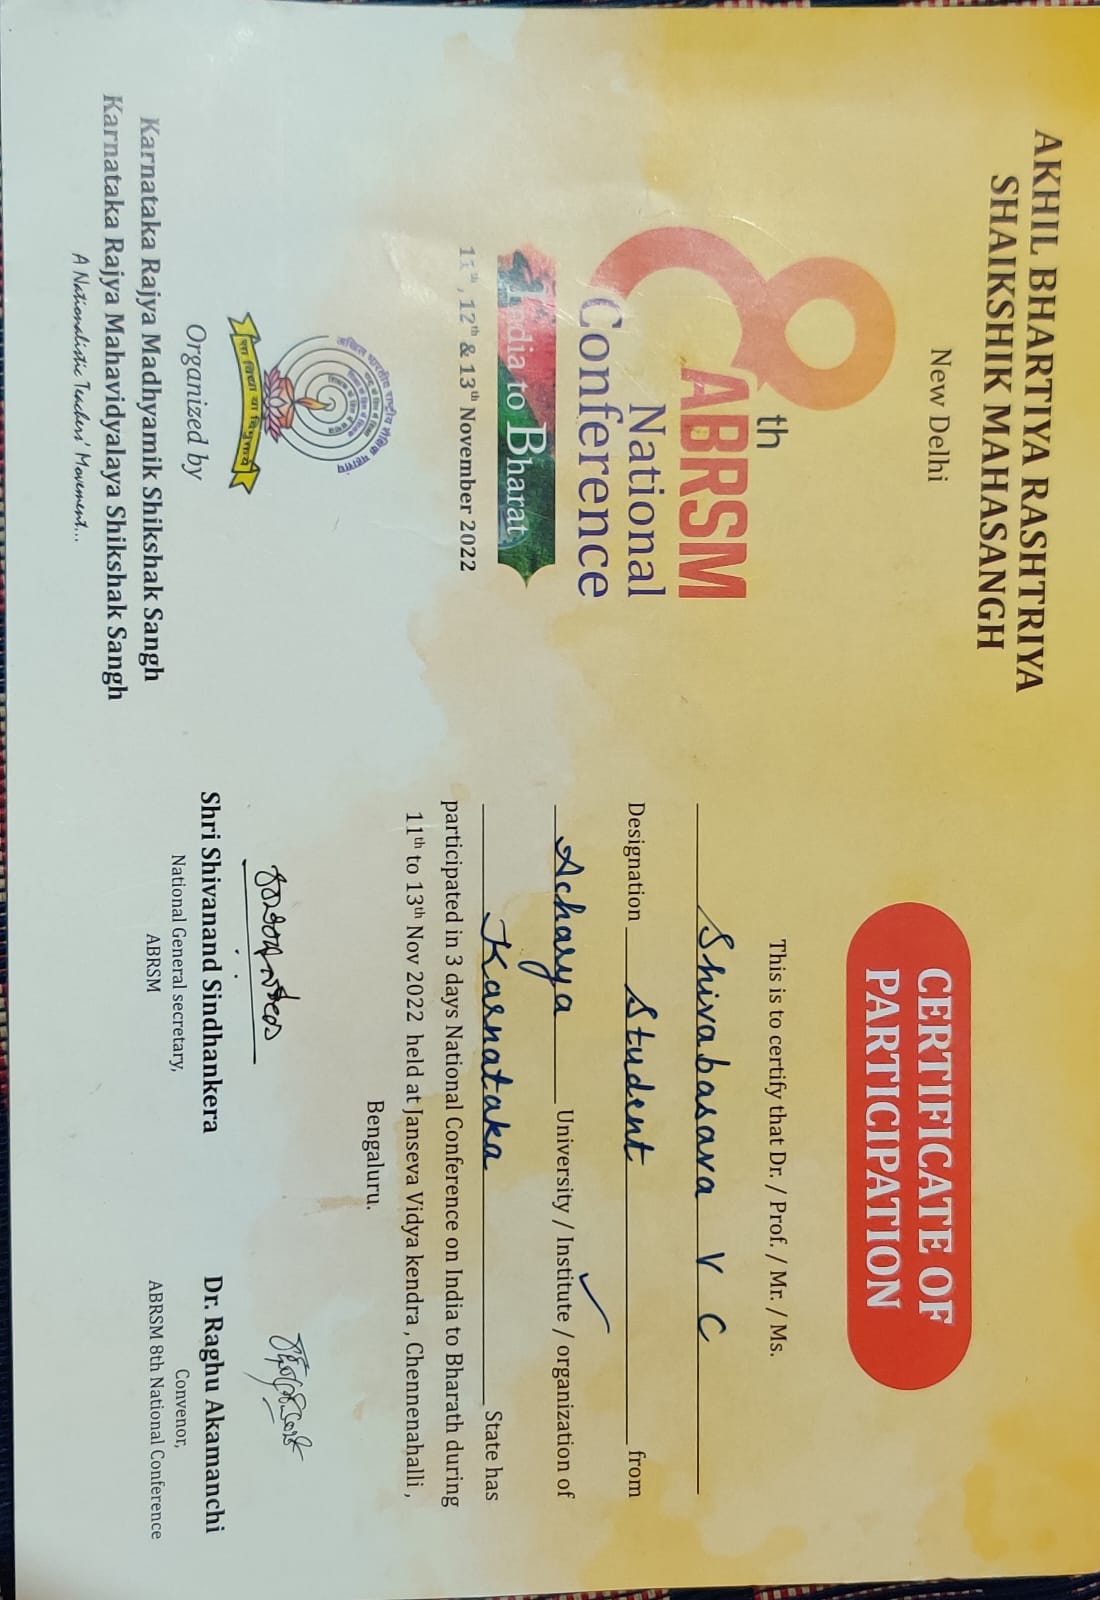 AKHIL BHARTIYA RASHTRIYA
SHAIKSHIK MAHASANGH
New Delhi
8th
ABRSM
National
Conference
India to Bharat
11th, 12th & 13th November 2022
सा विद्या या विमुक्तये
Organized by
Karnataka Rajya Madhyamik Shikshak Sangh
Karnataka Rajya Mahavidyalaya Shikshak Sangh
A Nationalistic Teachers' Movement...
CERTIFICATE OF
PARTICIPATION
This is to certify that Dr. / Prof. / Mr. / Ms.
Shivabasava V C
Designation Student from
Acharya University / Institute / organization of
Karnataka State has
participated in 3 days National Conference on India to Bharath during
11th to 13th Nov 2022 held at Janseva Vidya kendra , Chennenahalli ,
Bengaluru.
Shri Shivanand Sindhankera
National General secretary,
ABRSM
Dr. Raghu Akamanchi
Convenor,
ABRSM 8th National Conference